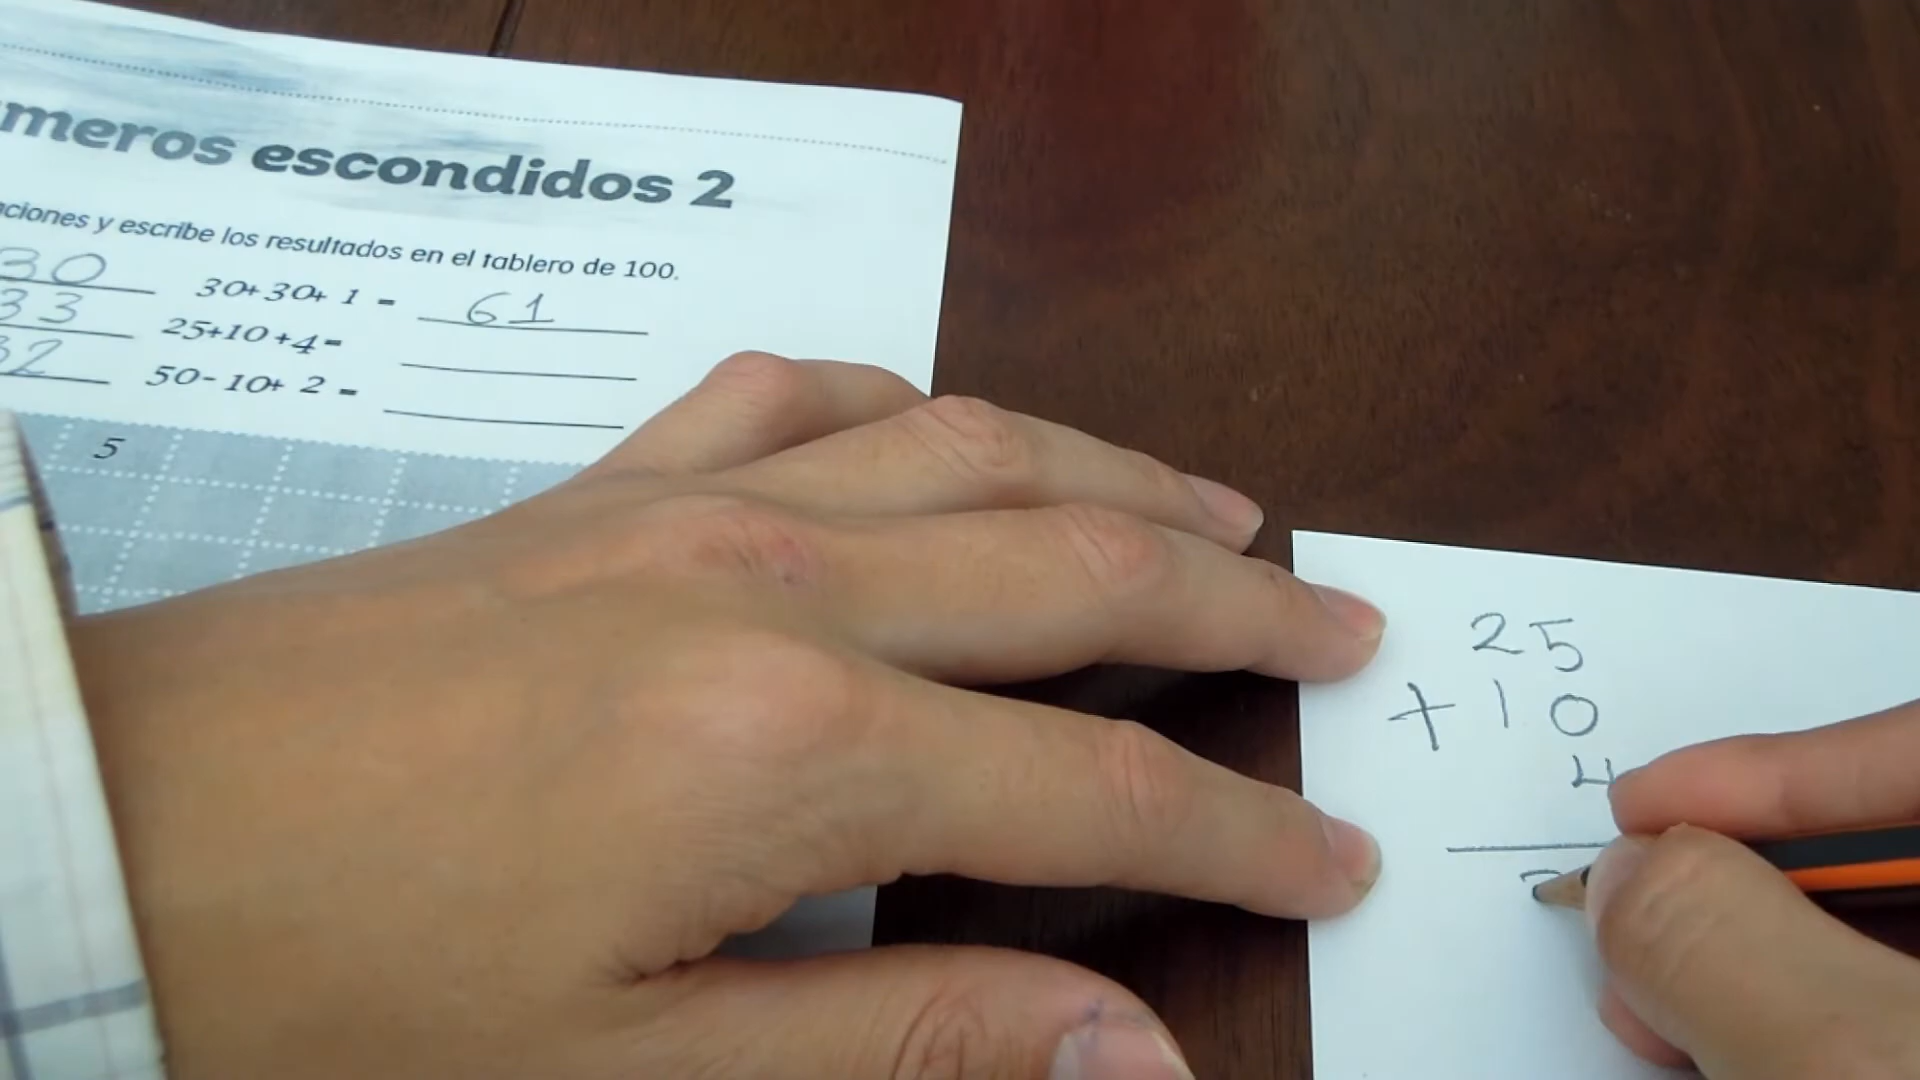 meros escondidos 2
ciones y escribe los resultados en el tablero de 100.
30 30+30+ 1 = 61
33 25+10+4=
32 50-10+ 2 =
5
25
+ 10
4